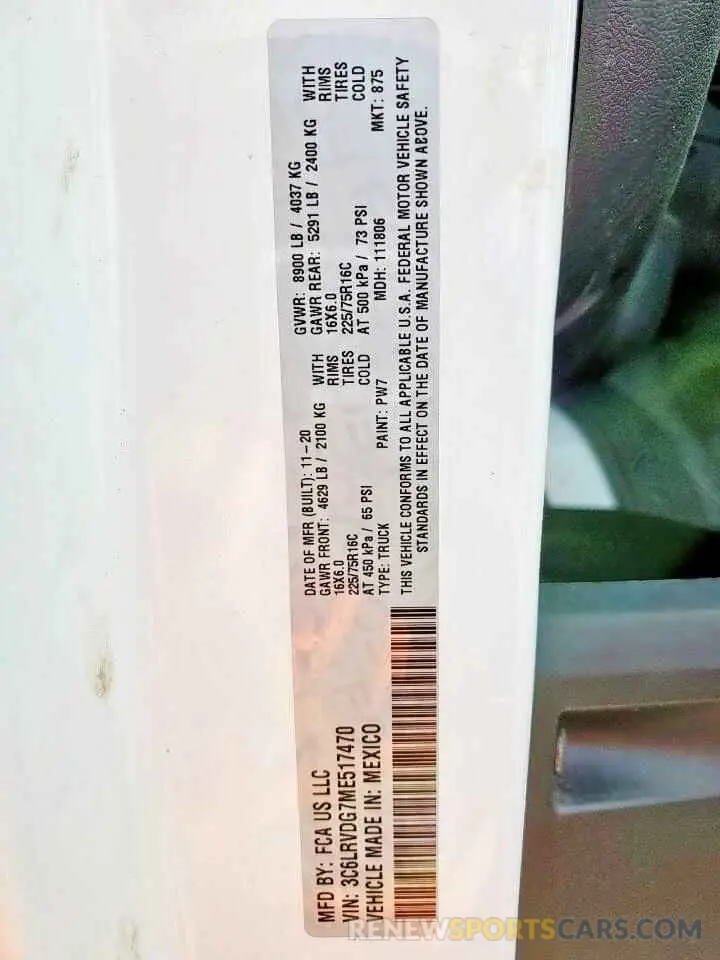 MFD BY: FCA US LLC
VIN: 3C6LRVDG7ME517470
VEHICLE MADE IN: MEXICO
DATE OF MFR (BUILT): 11-20
GVWR: 8900 LB / 4037 KG
GAWR FRONT: 4629 LB / 2100 KG WITH
GAWR REAR: 5291 LB / 2400 KG WITH
16X6.0 RIMS
16X6.0 RIMS
225/75R16C TIRES
225/75R16C TIRES
AT 450 kPa / 65 PSI COLD
AT 500 kPa / 73 PSI COLD
TYPE: TRUCK PAINT: PW7 MDH: 111806 MKT: 875
THIS VEHICLE CONFORMS TO ALL APPLICABLE U.S.A. FEDERAL MOTOR VEHICLE SAFETY
STANDARDS IN EFFECT ON THE DATE OF MANUFACTURE SHOWN ABOVE.
RENEWSPORTSCARS.COM